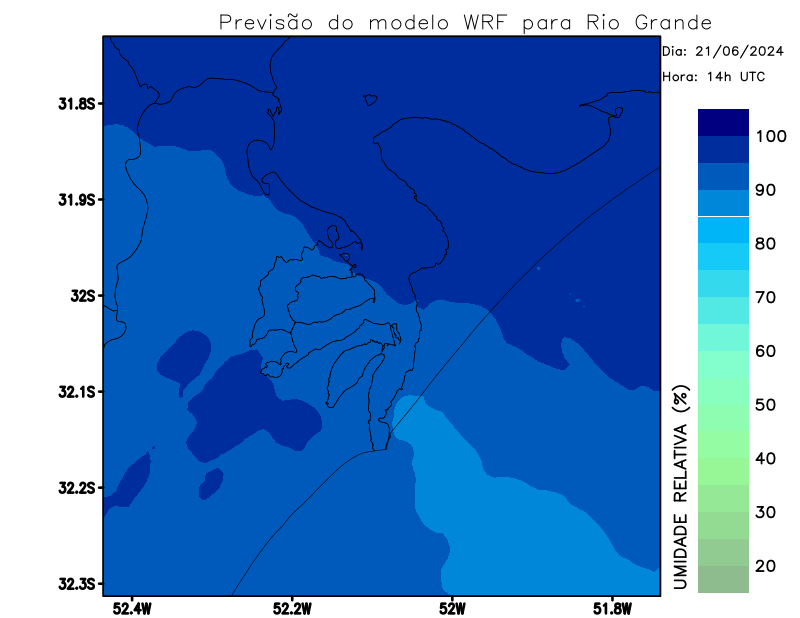 Previsão do modelo WRF para Rio Grande
Dia: 21/06/2024
Hora: 14h UTC
31.8S
31.9S
32S
32.1S
32.2S
32.3S
52.4W
52.2W
52W
51.8W
100
90
80
70
60
50
40
30
20
UMIDADE RELATIVA (%)